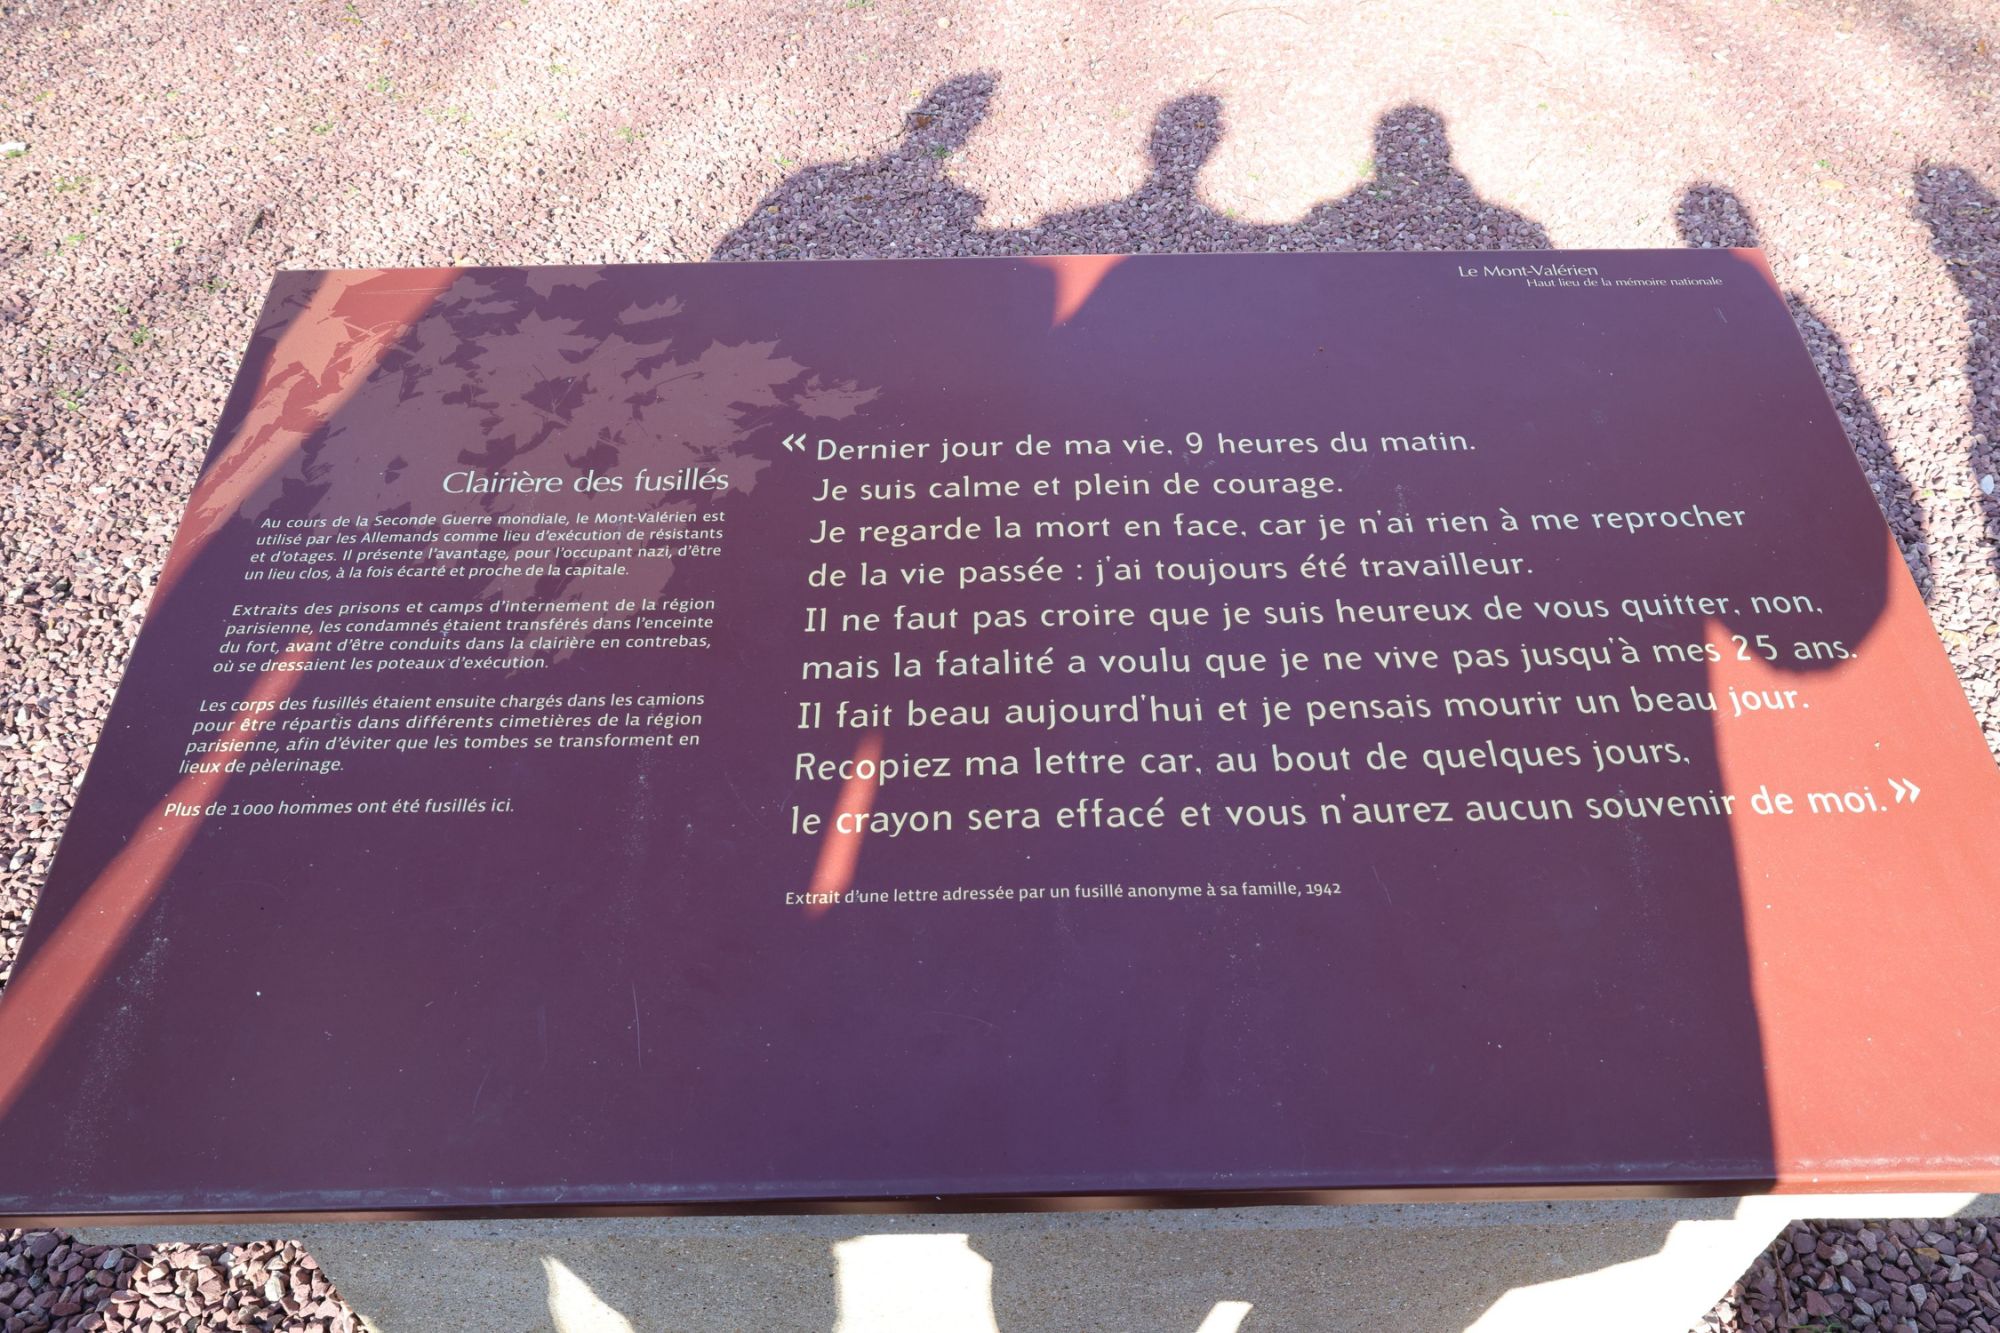 Le Mont-Valérien
Haut lieu de la mémoire nationale
Clairière des fusillés
Au cours de la Seconde Guerre mondiale, le Mont-Valérien est
utilisé par les Allemands comme lieu d'exécution de résistants
et d'otages. Il présente l'avantage, pour l'occupant nazi, d'être
un lieu clos, à la fois écarté et proche de la capitale.
Extraits des prisons et camps d'internement de la région
parisienne, les condamnés étaient transférés dans l'enceinte
du fort, avant d'être conduits dans la clairière en contrebas,
où se dressaient les poteaux d'exécution.
Les corps des fusillés étaient ensuite chargés dans les camions
pour être répartis dans différents cimetières de la région
parisienne, afin d'éviter que les tombes se transforment en
lieux de pèlerinage.
Plus de 1 000 hommes ont été fusillés ici.
« Dernier jour de ma vie, 9 heures du matin.
Je suis calme et plein de courage.
Je regarde la mort en face, car je n'ai rien à me reprocher
de la vie passée : j'ai toujours été travailleur.
Il ne faut pas croire que je suis heureux de vous quitter, non,
mais la fatalité a voulu que je ne vive pas jusqu'à mes 25 ans.
Il fait beau aujourd'hui et je pensais mourir un beau jour.
Recopiez ma lettre car, au bout de quelques jours,
le crayon sera effacé et vous n'aurez aucun souvenir de moi. »
Extrait d'une lettre adressée par un fusillé anonyme à sa famille, 1942